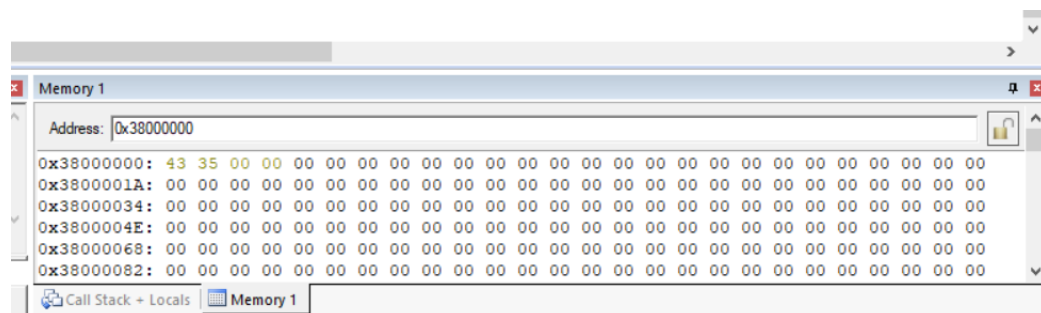 Memory 1
Address: 0x38000000
0x38000000: 43 35 00 00 00 00 00 00 00 00 00 00 00 00 00 00 00 00 00 00 00 00 00 00 00 00
0x3800001A: 00 00 00 00 00 00 00 00 00 00 00 00 00 00 00 00 00 00 00 00 00 00 00 00 00 00
0x38000034: 00 00 00 00 00 00 00 00 00 00 00 00 00 00 00 00 00 00 00 00 00 00 00 00 00 00
0x3800004E: 00 00 00 00 00 00 00 00 00 00 00 00 00 00 00 00 00 00 00 00 00 00 00 00 00 00
0x38000068: 00 00 00 00 00 00 00 00 00 00 00 00 00 00 00 00 00 00 00 00 00 00 00 00 00 00
0x38000082: 00 00 00 00 00 00 00 00 00 00 00 00 00 00 00 00 00 00 00 00 00 00 00 00 00 00
Call Stack + Locals Memory 1